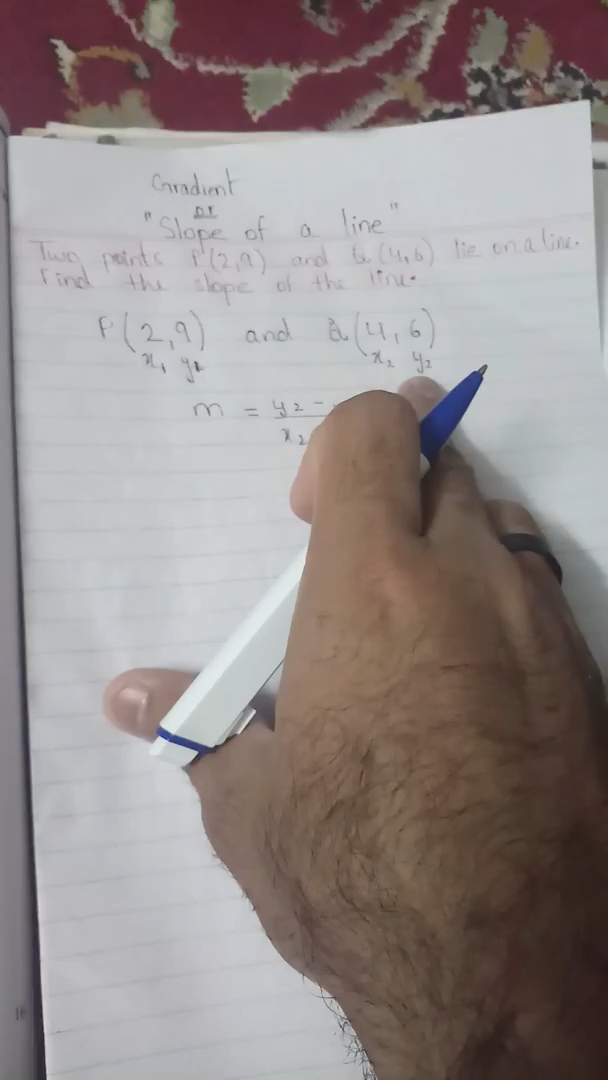 Gradient
or
"Slope of a line"
Two points P(2,9) and Q(4,6) lie on a line.
Find the slope of the line.
P(2,9) and Q(4,6)
x₁ y₁ x₂ y₂
m = y₂ -
x₂
16